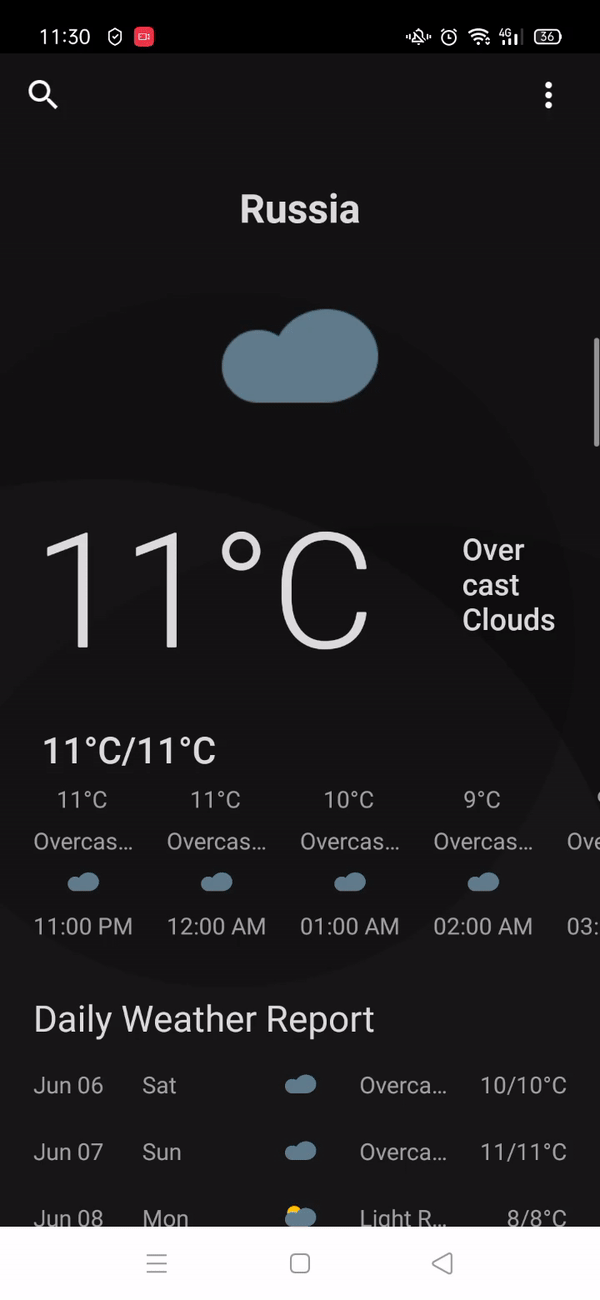 11:30 4G 36
Russia
11°C
Over
cast
Clouds
11°C/11°C
11°C 11°C 10°C 9°C
Overcas... Overcas... Overcas... Overcas... Ove
11:00 PM 12:00 AM 01:00 AM 02:00 AM 03:
Daily Weather Report
Jun 06 Sat Overca... 10/10°C
Jun 07 Sun Overca... 11/11°C
Jun 08 Mon Light R... 8/8°C